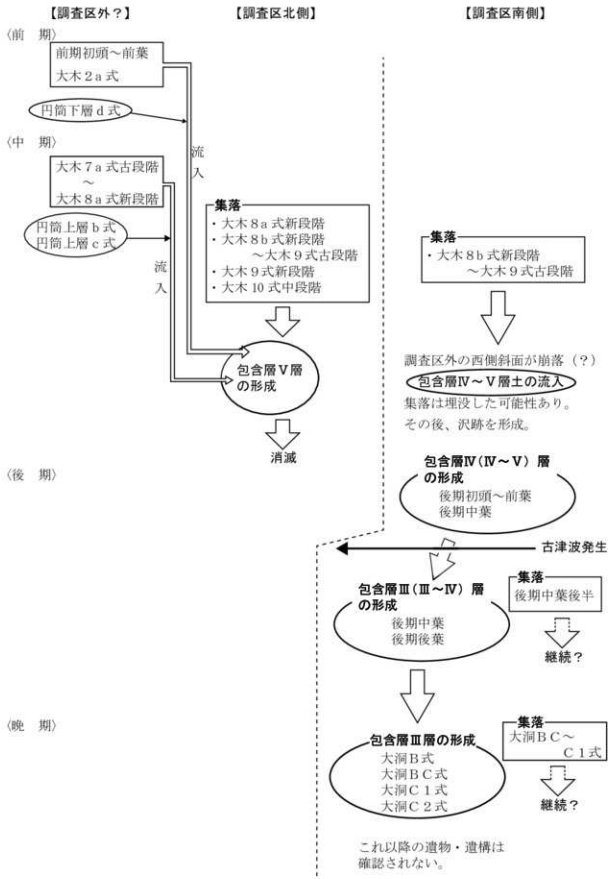 【調査区外？】
【調査区北側】
【調査区南側】
〈前　期〉
前期初頭～前葉
大木２a 式
円筒下層ｄ式
流入
〈中　期〉
大木７a 式古段階
～
大木８a 式新段階
円筒上層ｂ式
円筒上層ｃ式
流入
集落
・大木８a 式新段階
・大木８b 式新段階
～大木９式古段階
・大木９式新段階
・大木 10 式中段階
包含層Ⅴ層
の形成
消滅
集落
・大木８b 式新段階
～大木９式古段階
調査区外の西側斜面が崩落（？）
包含層Ⅳ～Ⅴ層土の流入
集落は埋没した可能性あり。
その後、沢跡を形成。
〈後　期〉
包含層Ⅳ(Ⅳ～Ⅴ）層
の形成
後期初頭～前葉
後期中葉
古津波発生
包含層Ⅲ(Ⅲ～Ⅳ）層
の形成
後期中葉
後期後葉
集落
後期中葉後半
継続？
〈晩　期〉
包含層Ⅲ層の形成
大洞Ｂ式
大洞ＢＣ式
大洞Ｃ１式
大洞Ｃ２式
集落
大洞ＢＣ～
Ｃ１式
継続？
これ以降の遺物・遺構は
確認されない。